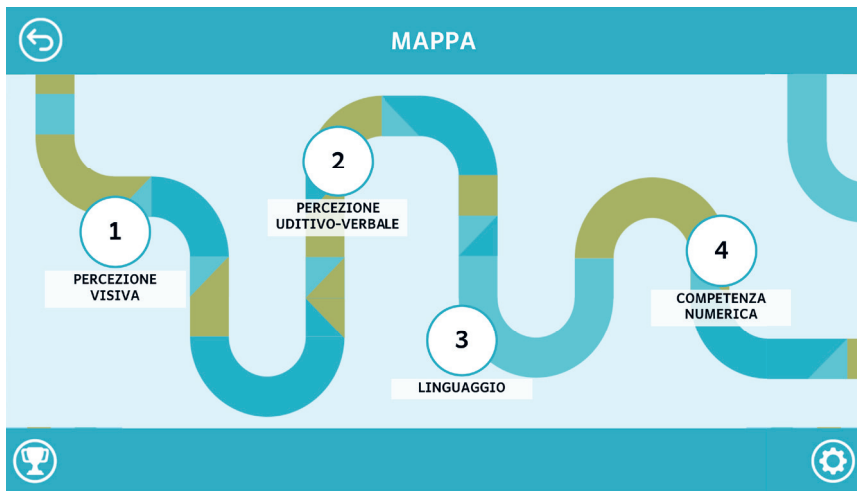 MAPPA
1
PERCEZIONE
VISIVA
2
PERCEZIONE
UDITIVO-VERBALE
3
LINGUAGGIO
4
COMPETENZA
NUMERICA